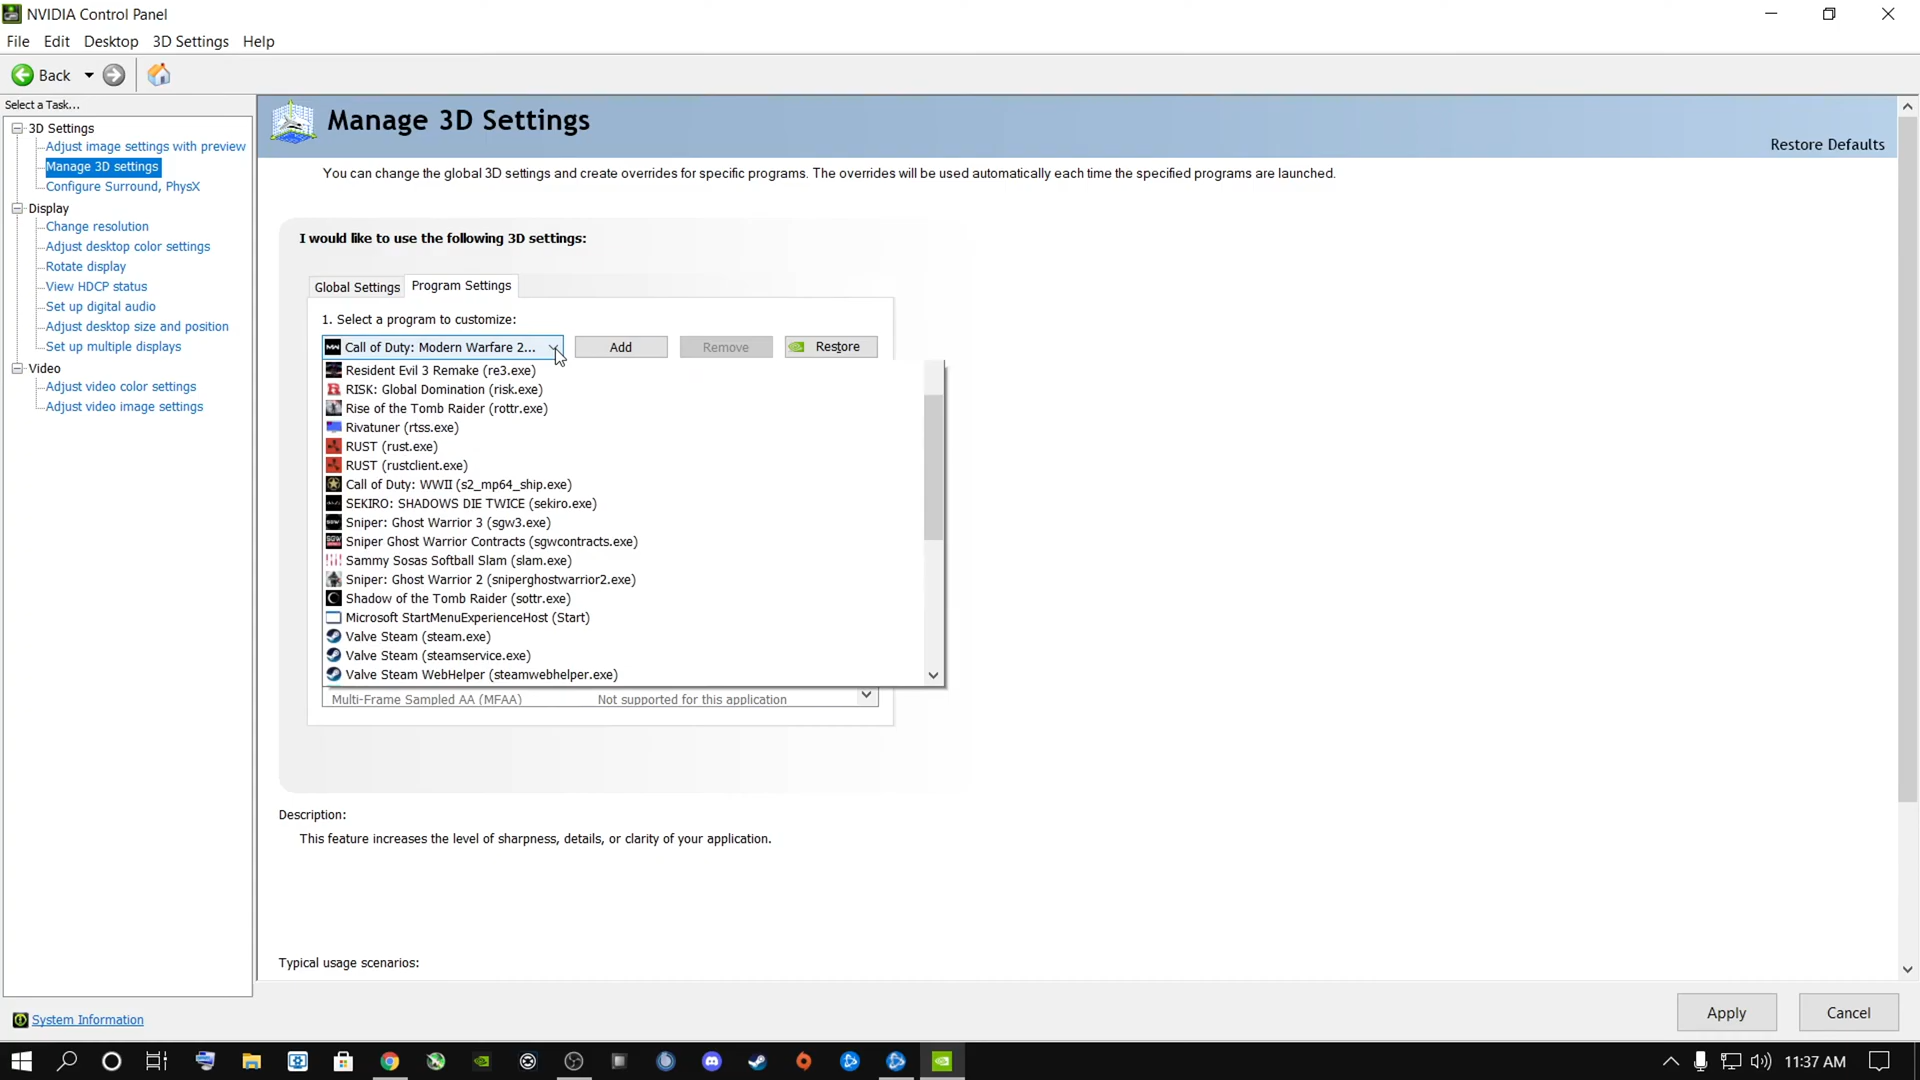 NVIDIA Control Panel
File Edit Desktop 3D Settings Help
Back
Select a Task...
3D Settings
Adjust image settings with preview
Manage 3D settings
Configure Surround, PhysX
Display
Change resolution
Adjust desktop color settings
Rotate display
View HDCP status
Set up digital audio
Adjust desktop size and position
Set up multiple displays
Video
Adjust video color settings
Adjust video image settings
System Information
Manage 3D Settings
Restore Defaults
You can change the global 3D settings and create overrides for specific programs. The overrides will be used automatically each time the specified programs are launched.
I would like to use the following 3D settings:
Global Settings Program Settings
1. Select a program to customize:
Call of Duty: Modern Warfare 2... Add Remove Restore
Resident Evil 3 Remake (re3.exe)
RISK: Global Domination (risk.exe)
Rise of the Tomb Raider (rottr.exe)
Rivatuner (rtss.exe)
RUST (rust.exe)
RUST (rustclient.exe)
Call of Duty: WWII (s2_mp64_ship.exe)
SEKIRO: SHADOWS DIE TWICE (sekiro.exe)
Sniper: Ghost Warrior 3 (sgw3.exe)
Sniper Ghost Warrior Contracts (sgwcontracts.exe)
Sammy Sosas Softball Slam (slam.exe)
Sniper: Ghost Warrior 2 (sniperghostwarrior2.exe)
Shadow of the Tomb Raider (sottr.exe)
Microsoft StartMenuExperienceHost (Start)
Valve Steam (steam.exe)
Valve Steam (steamservice.exe)
Valve Steam WebHelper (steamwebhelper.exe)
Multi-Frame Sampled AA (MFAA) Not supported for this application
Description:
This feature increases the level of sharpness, details, or clarity of your application.
Typical usage scenarios:
Apply Cancel
11:37 AM